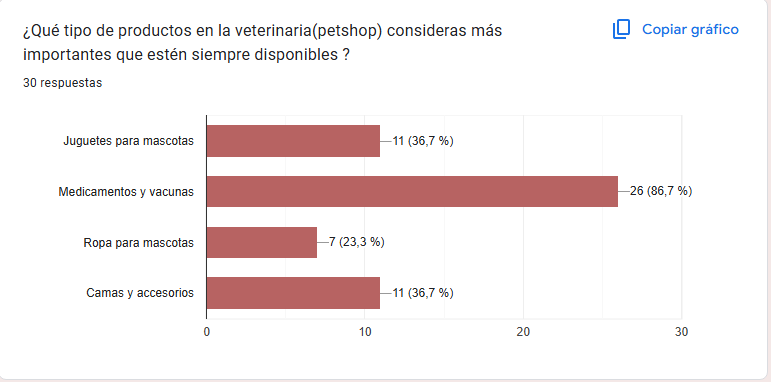 ¿Qué tipo de productos en la veterinaria(petshop) consideras más
importantes que estén siempre disponibles ?
Copiar gráfico
30 respuestas
Juguetes para mascotas
11 (36,7 %)
Medicamentos y vacunas
26 (86,7 %)
Ropa para mascotas
7 (23,3 %)
Camas y accesorios
11 (36,7 %)
0 10 20 30